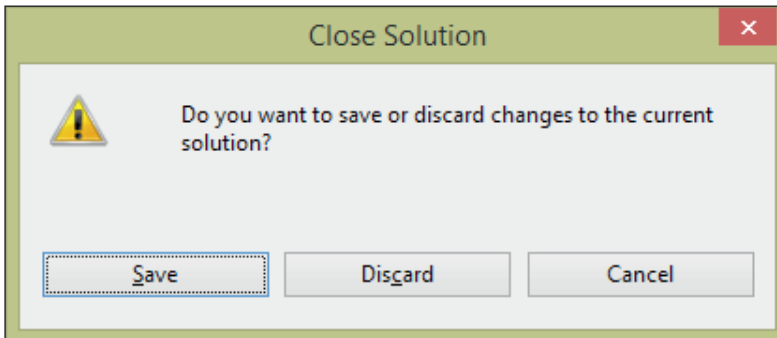 Close Solution
Do you want to save or discard changes to the current
solution?
Save
Discard
Cancel